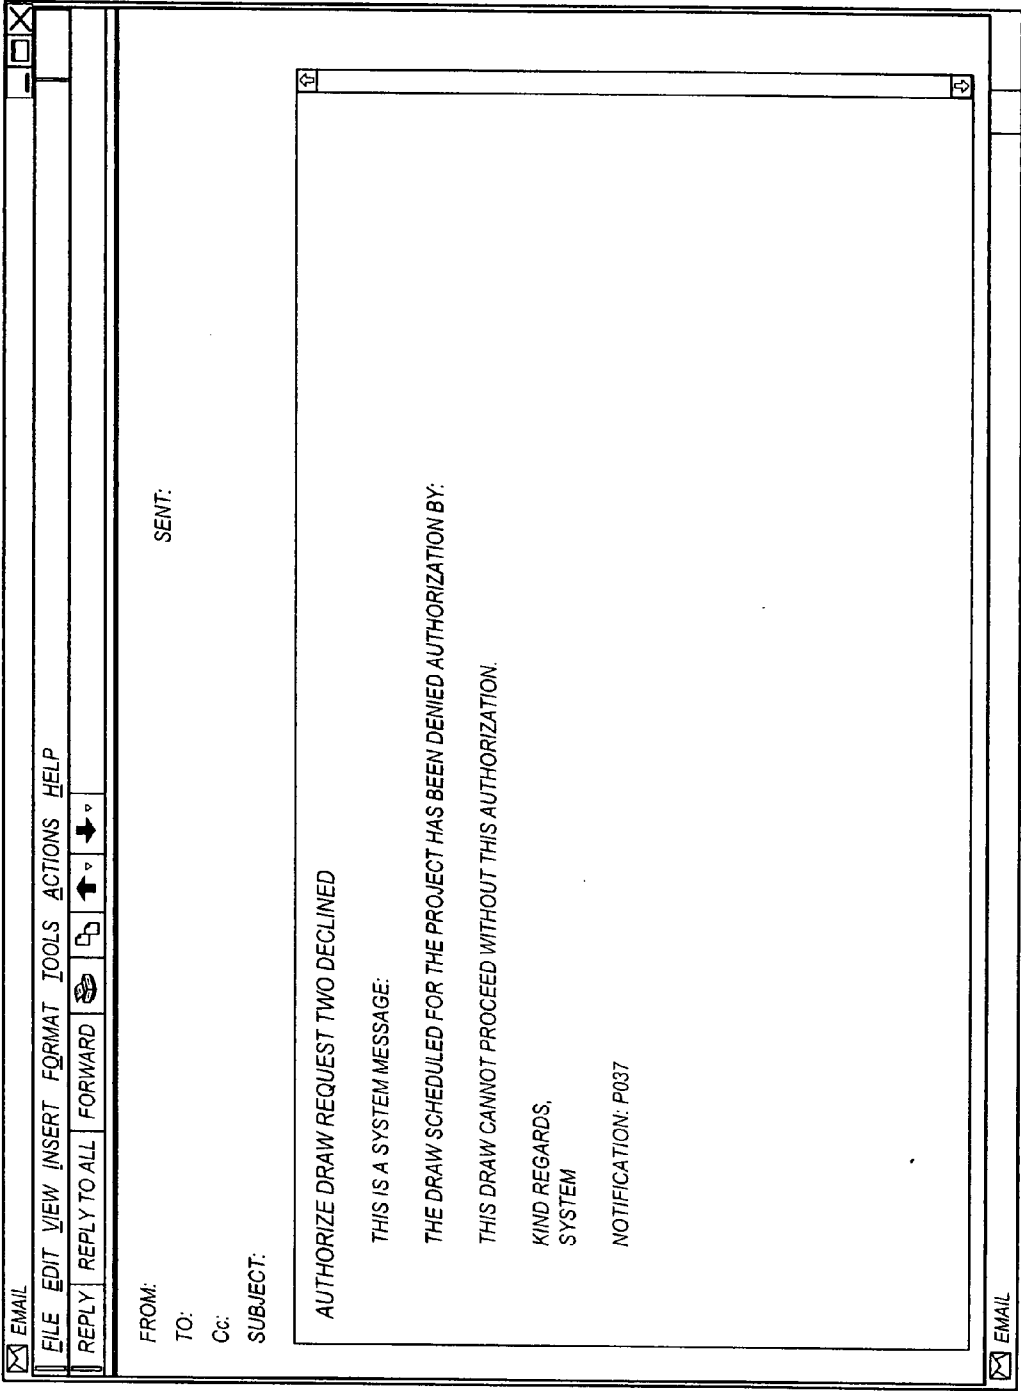 EMAIL
FILE EDIT VIEW INSERT FORMAT TOOLS ACTIONS HELP
REPLY REPLY TO ALL FORWARD
FROM:
SENT:
TO:
Cc:
SUBJECT:
AUTHORIZE DRAW REQUEST TWO DECLINED
THIS IS A SYSTEM MESSAGE:
THE DRAW SCHEDULED FOR THE PROJECT HAS BEEN DENIED AUTHORIZATION BY:
THIS DRAW CANNOT PROCEED WITHOUT THIS AUTHORIZATION.
KIND REGARDS,
SYSTEM
NOTIFICATION: P037
EMAIL